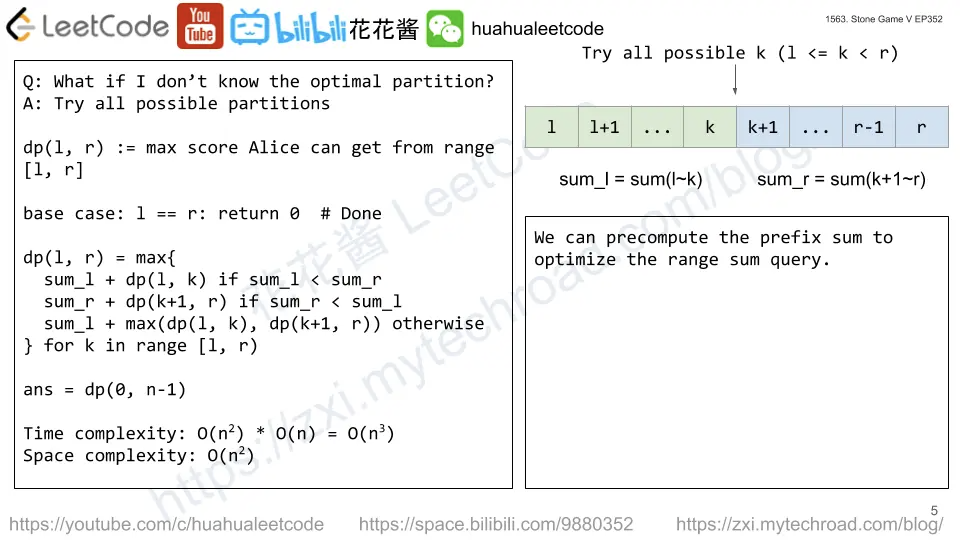 LeetCode You Tube bilibili 花花酱 huahualeetcode
1563. Stone Game V EP352
Q: What if I don’t know the optimal partition?
A: Try all possible partitions
dp(l, r) := max score Alice can get from range
[l, r]
base case: l == r: return 0  # Done
dp(l, r) = max{
sum_l + dp(l, k) if sum_l < sum_r
sum_r + dp(k+1, r) if sum_r < sum_l
sum_l + max(dp(l, k), dp(k+1, r)) otherwise
} for k in range [l, r)
ans = dp(0, n-1)
Time complexity: O(n²) * O(n) = O(n³)
Space complexity: O(n²)
Try all possible k (l <= k < r)
l l+1 ... k k+1 ... r-1 r
sum_l = sum(l~k) sum_r = sum(k+1~r)
We can precompute the prefix sum to
optimize the range sum query.
花花酱 LeetCode
https://zxi.mytechroad.com/blog/
5
https://youtube.com/c/huahualeetcode https://space.bilibili.com/9880352 https://zxi.mytechroad.com/blog/